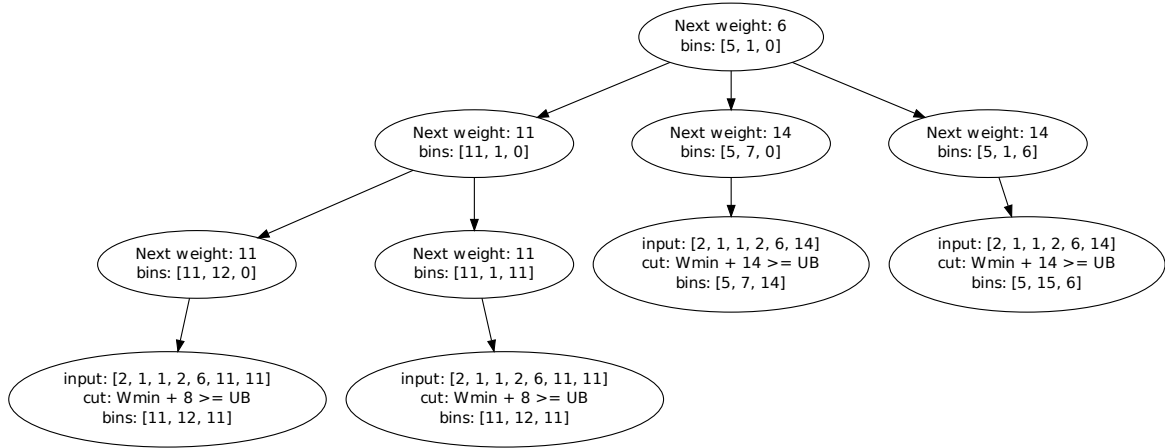 Next weight: 6
bins: [5, 1, 0]
Next weight: 11
bins: [11, 1, 0]
Next weight: 14
bins: [5, 7, 0]
Next weight: 14
bins: [5, 1, 6]
Next weight: 11
bins: [11, 12, 0]
Next weight: 11
bins: [11, 1, 11]
input: [2, 1, 1, 2, 6, 14]
cut: Wmin + 14 >= UB
bins: [5, 7, 14]
input: [2, 1, 1, 2, 6, 14]
cut: Wmin + 14 >= UB
bins: [5, 15, 6]
input: [2, 1, 1, 2, 6, 11, 11]
cut: Wmin + 8 >= UB
bins: [11, 12, 11]
input: [2, 1, 1, 2, 6, 11, 11]
cut: Wmin + 8 >= UB
bins: [11, 12, 11]